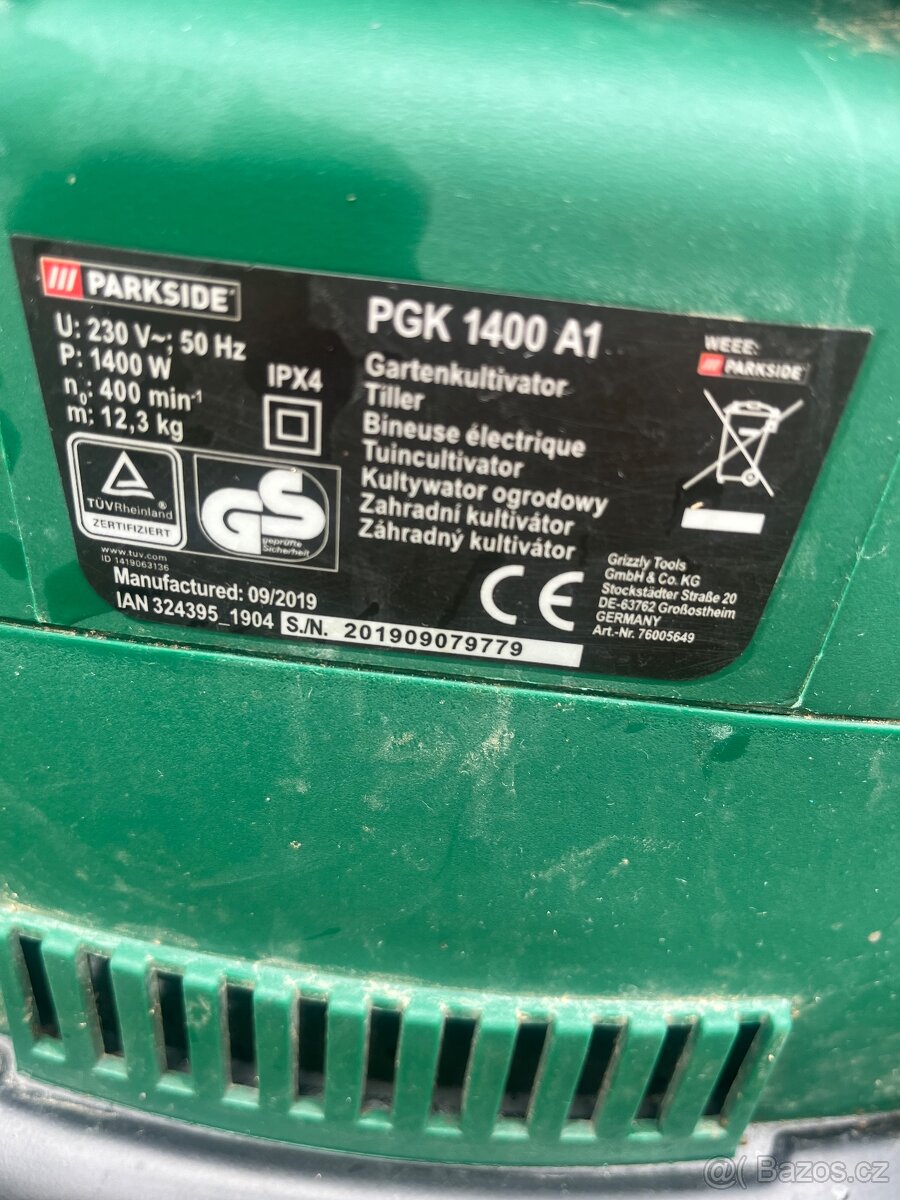 PARKSIDE
U: 230 V~; 50 Hz
P: 1400 W
n₀: 400 min⁻¹
m: 12,3 kg
IPX4
TÜVRheinland
ZERTIFIZIERT
GS
geprüfte
Sicherheit
www.tuv.com
ID 1419063136
Manufactured: 09/2019
IAN 324395_1904
S./N. 201909079779
PGK 1400 A1
Gartenkultivator
Tiller
Bineuse électrique
Tuincultivator
Kultywator ogrodowy
Zahradní kultivátor
Záhradný kultivátor
CE
WEEE:
PARKSIDE
Grizzly Tools
GmbH & Co. KG
Stockstädter Straße 20
DE-63762 Großostheim
GERMANY
Art.-Nr. 76005649
@( Bazos.cz